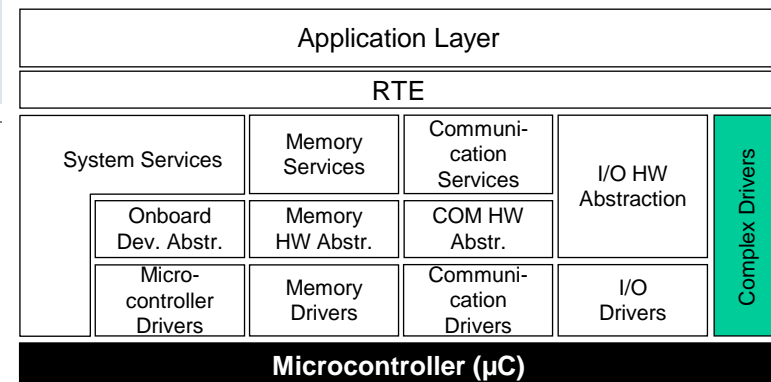 Application Layer
RTE
System Services
Memory
Services
Communi-
cation
Services
I/O HW
Abstraction
Complex Drivers
Onboard
Dev. Abstr.
Memory
HW Abstr.
COM HW
Abstr.
Micro-
controller
Drivers
Memory
Drivers
Communi-
cation
Drivers
I/O
Drivers
Microcontroller (µC)